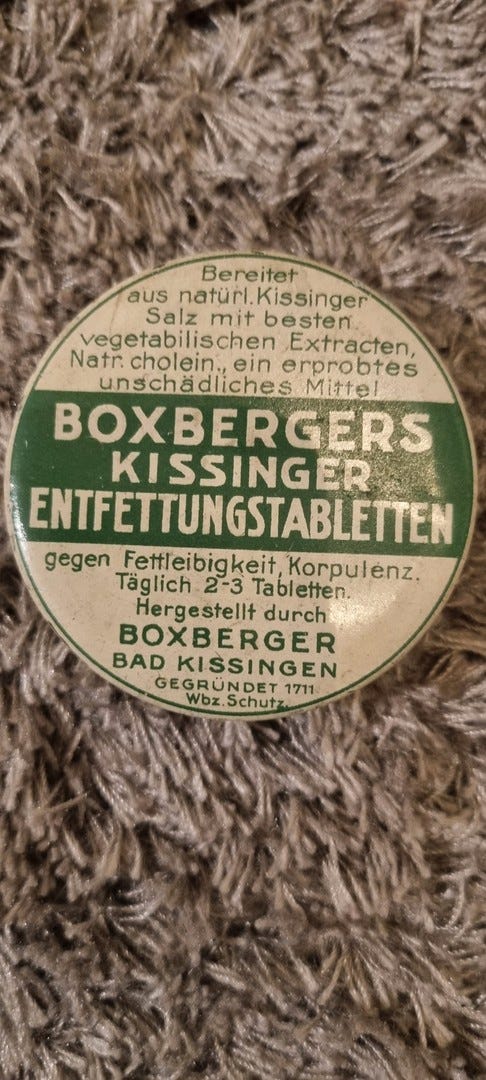 Bereitet
aus natürl. Kissinger
Salz mit besten
vegetabilischen Extracten,
Natr. cholein., ein erprobtes
unschädliches Mittel
BOXBERGERS
KISSINGER
ENTFETTUNGSTABLETTEN
gegen Fettleibigkeit, Korpulenz.
Täglich 2-3 Tabletten.
Hergestellt durch
BOXBERGER
BAD KISSINGEN
GEGRÜNDET 1711
Wbz. Schutz.